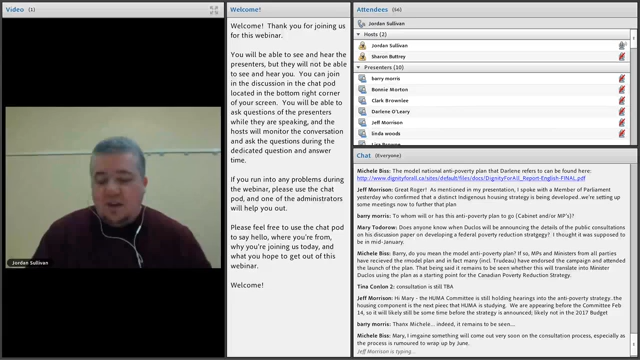 Video (1)
Jordan Sullivan
Welcome!
Welcome! Thank you for joining us
for this webinar.
You will be able to see and hear the
presenters, but they will not be able
to see and hear you. You can join
in the discussion in the chat pod
located in the bottom right corner
of your screen. You will be able to
ask questions of the presenters
while they are speaking, and the
hosts will monitor the conversation
and ask the questions during the
dedicated question and answer
time.
If you run into any problems during
the webinar, please use the chat
pod, and one of the administrators
will help you out.
Please feel free to use the chat pod
to say hello, where you're from,
why you're joining us today, and
what you hope to get out of this
webinar.
Welcome!
Attendees (56)
Jordan Sullivan
Hosts (2)
Jordan Sullivan
Sharon Buttrey
Presenters (10)
barry morris
Bonnie Morton
Clark Brownlee
Darlene O'Leary
Jeff Morrison
linda woods
Chat (Everyone)
Michele Biss: The model national anti-poverty plan that Darlene refers to can be found here:
http://www.dignityforall.ca/sites/default/files/docs/DignityForAll_Report-English-FINAL.pdf
Jeff Morrison: Great Roger! As mentioned in my presentation, I spoke with a Member of Parliament
yesterday who confirmed that a distinct Indigenous housing strategy is being developed..we're setting up
some meetings now to further that plan
barry morris: To whom will or has this anti-poverty plan to go (Cabinet and/or MP's)?
Mary Todorow: Does anyone know when Duclos will be announcing the details of the public consultations
on his discussion paper on developing a federal poverty reduction strategy? I thought it was supposed to
be in mid-January.
Michele Biss: Barry, do you mean the model anti-poverty plan? If so, MPs and Ministers from all parties
have recieved the model plan and in fact many (incl. Trudeau) have endorsed the campaign and attended
the launch of the plan. That being said it remains to be seen whether this will translate into Minister
Duclos using the plan as a starting point for the Canadian Poverty Reduction Strategy.
Tina Conlon 2: consultation is still TBA
Jeff Morrison: Hi Mary - the HUMA Committee is still holding hearings into the anti-poverty strategy. the
housing component is the next piec that HUMA is studying. We are appearing before the Committee Feb
14, so it will likely still be some time before the strategy is announced; likely not in the 2017 Budget
barry morris: Thanx Michele... indeed, it remains to be seen...
Michele Biss: Mary, I imagine something will come out very soon on the consultation process, especially as
the process is rumoured to wrap up by June.
Jeff Morrison is typing...